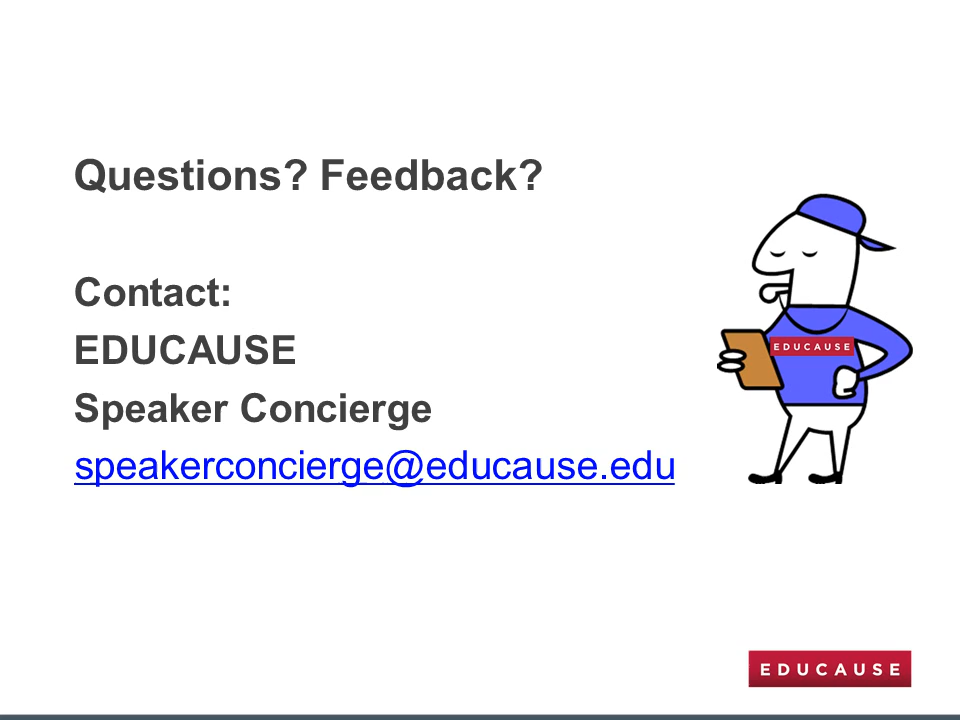 Questions? Feedback?
Contact:
EDUCAUSE
Speaker Concierge
speakerconcierge@educause.edu
EDUCAUSE
EDUCAUSE